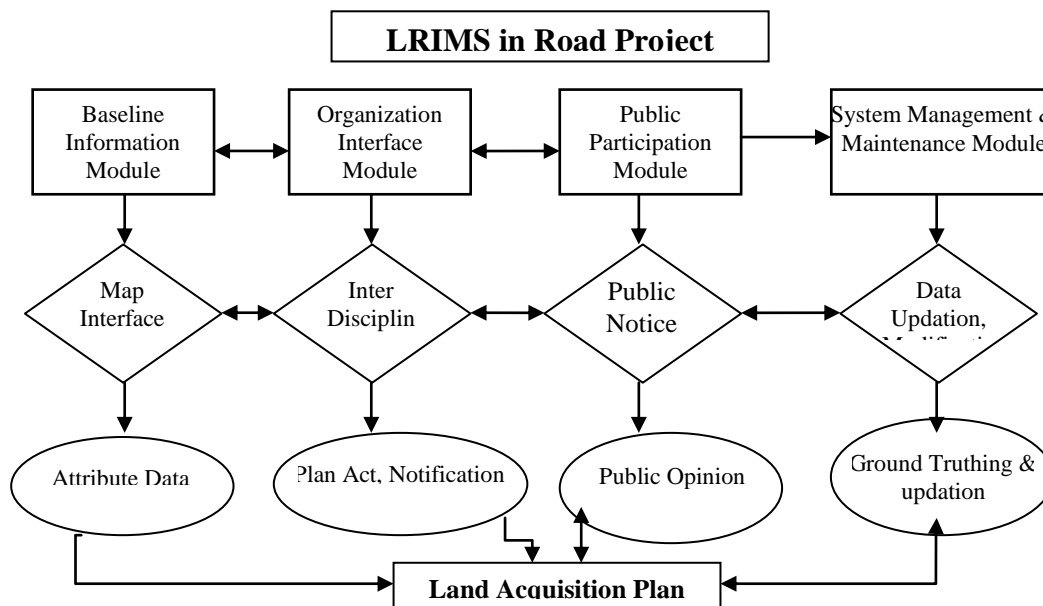 LRIMS in Road Project
Baseline
Information
Module
Organization
Interface
Module
Public
Participation
Module
System Management &
Maintenance Module
Map
Interface
Inter
Disciplin
Public
Notice
Data
Updation,
Attribute Data
Plan Act, Notification
Public Opinion
Ground Truthing &
updation
Land Acquisition Plan